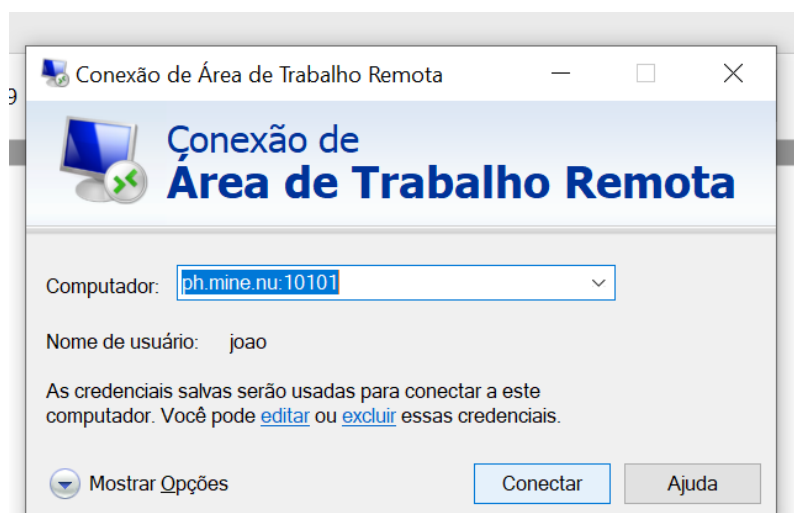 Conexão de Área de Trabalho Remota
9
Conexão de
Área de Trabalho Remota
Computador: ph.mine.nu:10101
Nome de usuário: joao
As credenciais salvas serão usadas para conectar a este
computador. Você pode editar ou excluir essas credenciais.
Mostrar Opções Conectar Ajuda